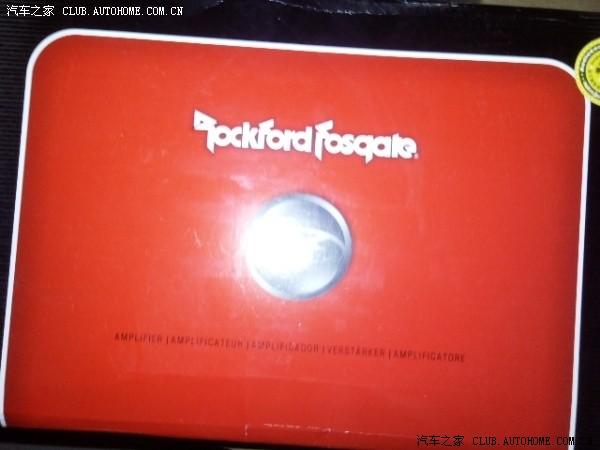 汽车之家 CLUB.AUTOHOME.COM.CN
Rockford Fosgate
AMPLIFIER | AMPLIFICATEUR | AMPLIFICADOR | VERSTÄRKER | AMPLIFICATORE
汽车之家 CLUB.AUTOHOME.COM.CN